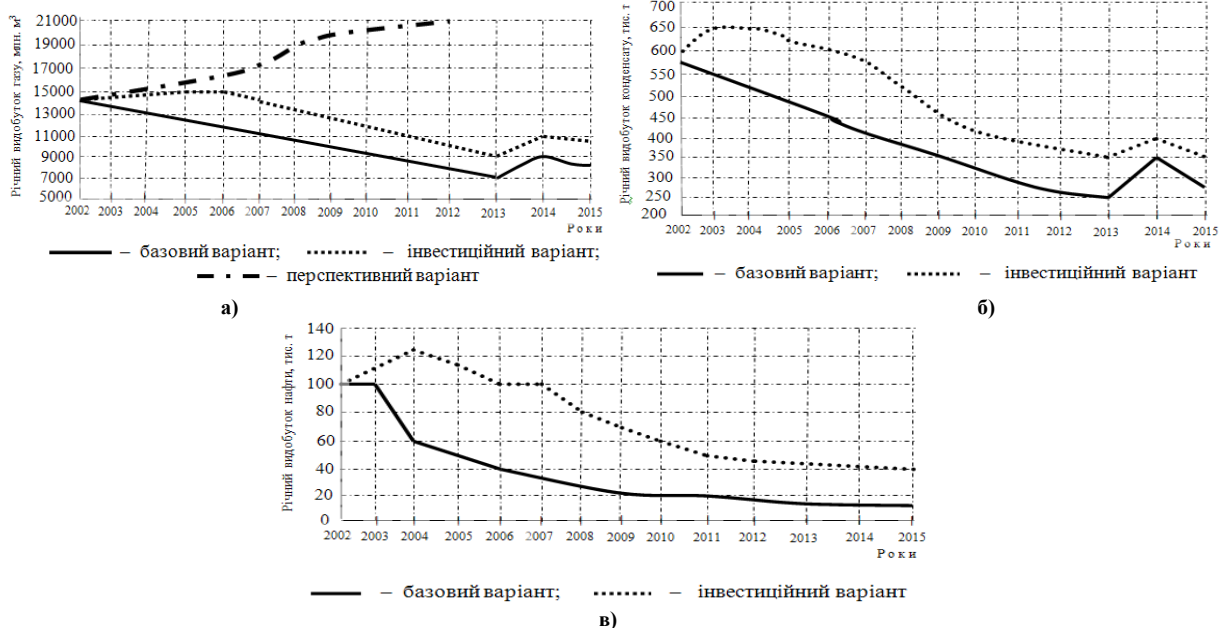 Річний видобуток газу, млн. м³
21000
19000
17000
15000
13000
11000
9000
7000
5000
2002 2003 2004 2005 2006 2007 2008 2009 2010 2011 2012 2013 2014 2015
Роки
– базовий варіант; – інвестиційний варіант;
– перспективний варіант
а)
Річний видобуток конденсату, тис. т
700
650
600
550
500
450
400
350
300
250
200
2002 2003 2004 2005 2006 2007 2008 2009 2010 2011 2012 2013 2014 2015
Роки
– базовий варіант; – інвестиційний варіант
б)
Річний видобуток нафти, тис. т
140
120
100
80
60
40
20
0
2002 2003 2004 2005 2006 2007 2008 2009 2010 2011 2012 2013 2014 2015
Роки
– базовий варіант; – інвестиційний варіант
в)